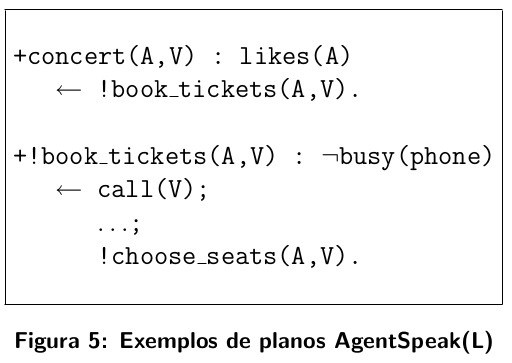 +concert(A,V) : likes(A)
← !book_tickets(A,V).
+!book_tickets(A,V) : ¬busy(phone)
← call(V);
...;
!choose_seats(A,V).
Figura 5: Exemplos de planos AgentSpeak(L)